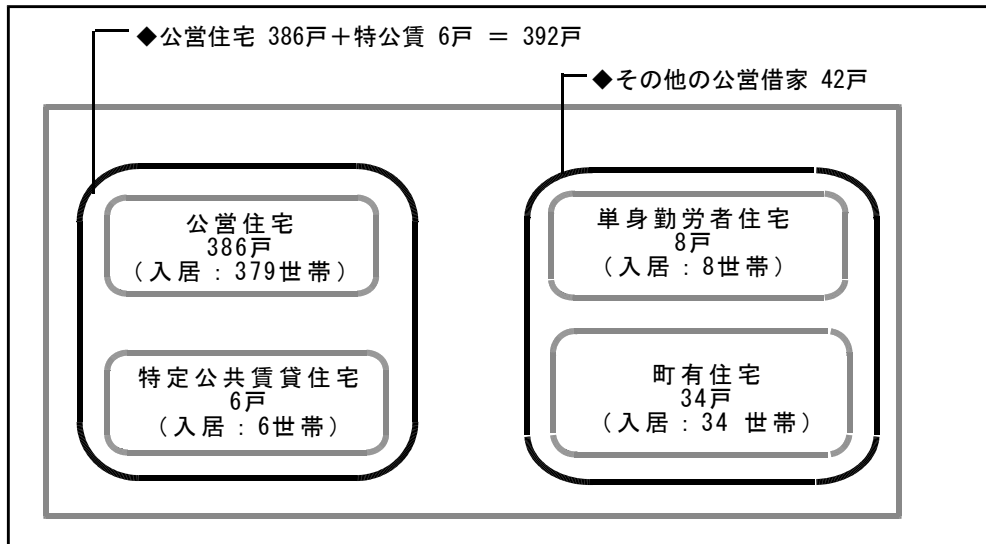 ◆公営住宅 386戸＋特公賃 6戸 ＝ 392戸
◆その他の公営借家 42戸
公営住宅
386戸
（入居：379世帯）
特定公共賃貸住宅
6戸
（入居：6世帯）
単身勤労者住宅
8戸
（入居：8世帯）
町有住宅
34戸
（入居：34 世帯）